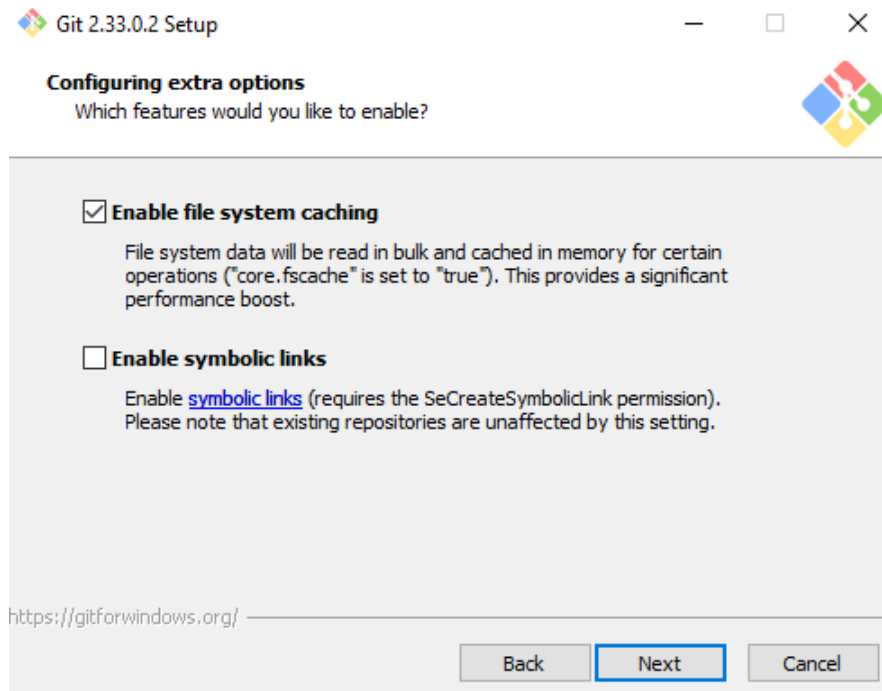 Git 2.33.0.2 Setup
Configuring extra options
Which features would you like to enable?
Enable file system caching
File system data will be read in bulk and cached in memory for certain
operations ("core.fscache" is set to "true"). This provides a significant
performance boost.
Enable symbolic links
Enable symbolic links (requires the SeCreateSymbolicLink permission).
Please note that existing repositories are unaffected by this setting.
https://gitforwindows.org/
Back Next Cancel